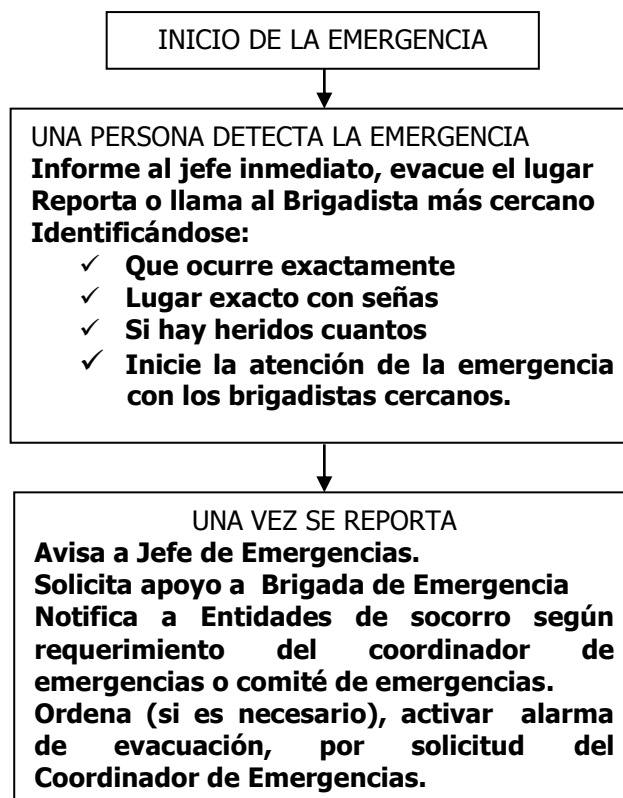 INICIO DE LA EMERGENCIA
UNA PERSONA DETECTA LA EMERGENCIA
Informe al jefe inmediato, evacue el lugar
Reporta o llama al Brigadista más cercano
Identificándose:
✓ Que ocurre exactamente
✓ Lugar exacto con señas
✓ Si hay heridos cuantos
✓ Inicie la atención de la emergencia
con los brigadistas cercanos.
UNA VEZ SE REPORTA
Avisa a Jefe de Emergencias.
Solicita apoyo a Brigada de Emergencia
Notifica a Entidades de socorro según
requerimiento del coordinador de
emergencias o comité de emergencias.
Ordena (si es necesario), activar alarma
de evacuación, por solicitud del
Coordinador de Emergencias.